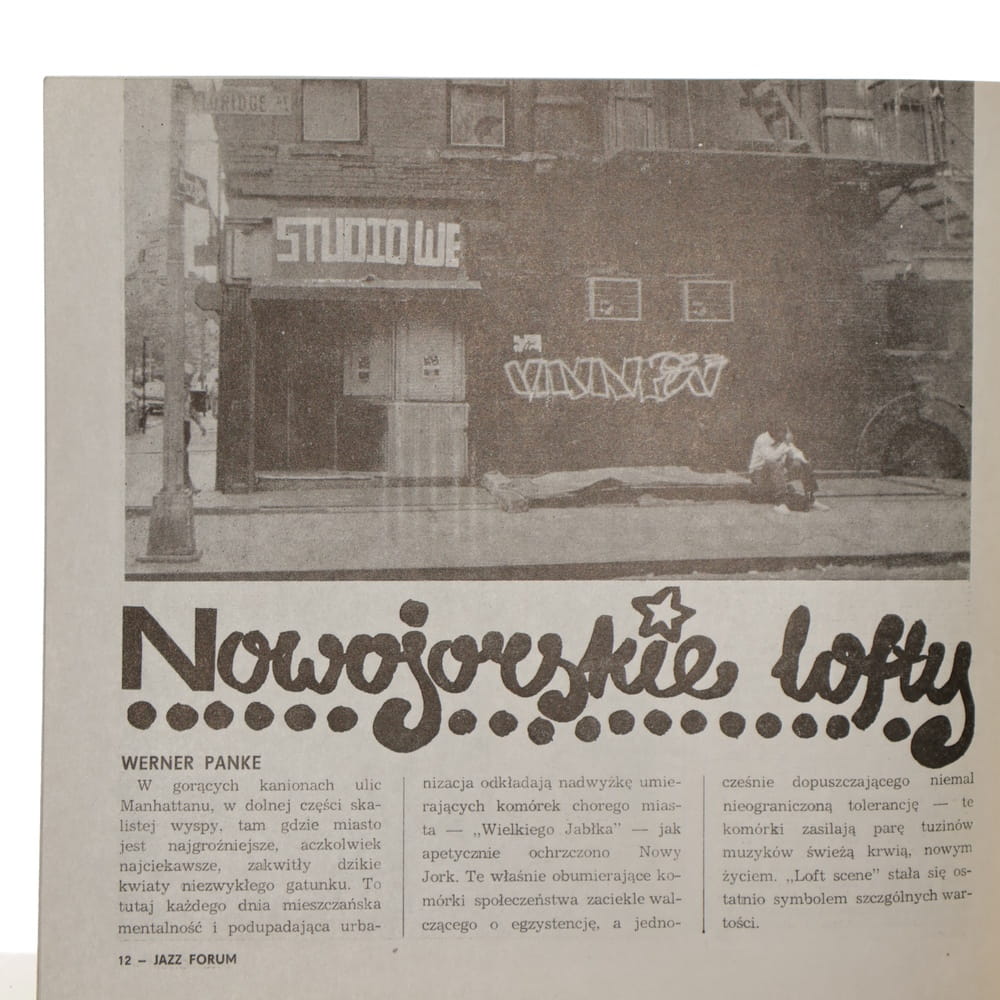 STUDIO WE
Nowojorskie lofty
WERNER PANKE
W gorących kanionach ulic
Manhattanu, w dolnej części ska-
listej wyspy, tam gdzie miasto
jest najgroźniejsze, aczkolwiek
najciekawsze, zakwitły dzikie
kwiaty niezwykłego gatunku. To
tutaj każdego dnia mieszczańska
mentalność i podupadająca urba-
nizacja odkładają nadwyżkę umie-
rających komórek chorego mias-
ta — „Wielkiego Jabłka” — jak
apetycznie ochrzczono Nowy
Jork. Te właśnie obumierające ko-
mórki społeczeństwa zaciekle wal-
czącego o egzystencję, a jedno-
cześnie dopuszczającego niemal
nieograniczoną tolerancję — te
komórki zasilają parę tuzinów
muzyków świeżą krwią, nowym
życiem. „Loft scene” stała się os-
tatnio symbolem szczgólnych war-
tości.
12 — JAZZ FORUM